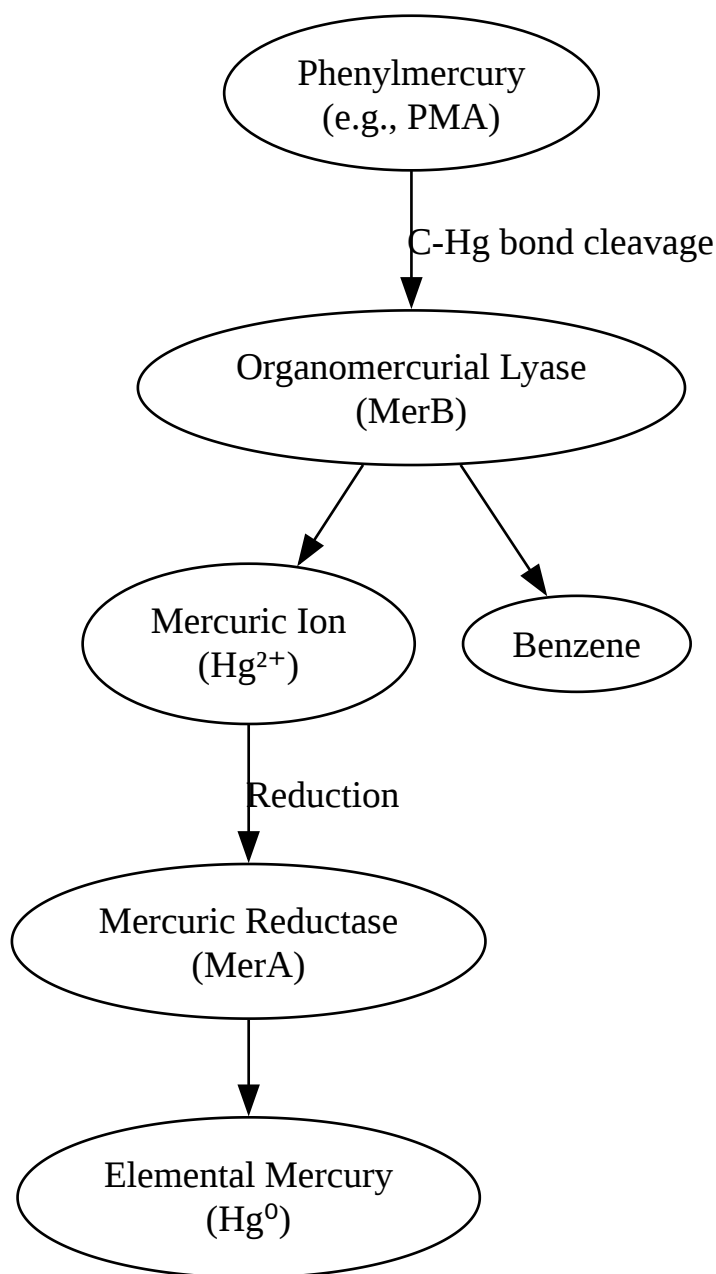 Phenylmercury
(e.g., PMA)
C-Hg bond cleavage
Organomercurial Lyase
(MerB)
Mercuric Ion
(Hg²⁺)
Benzene
Reduction
Mercuric Reductase
(MerA)
Elemental Mercury
(Hg⁰)